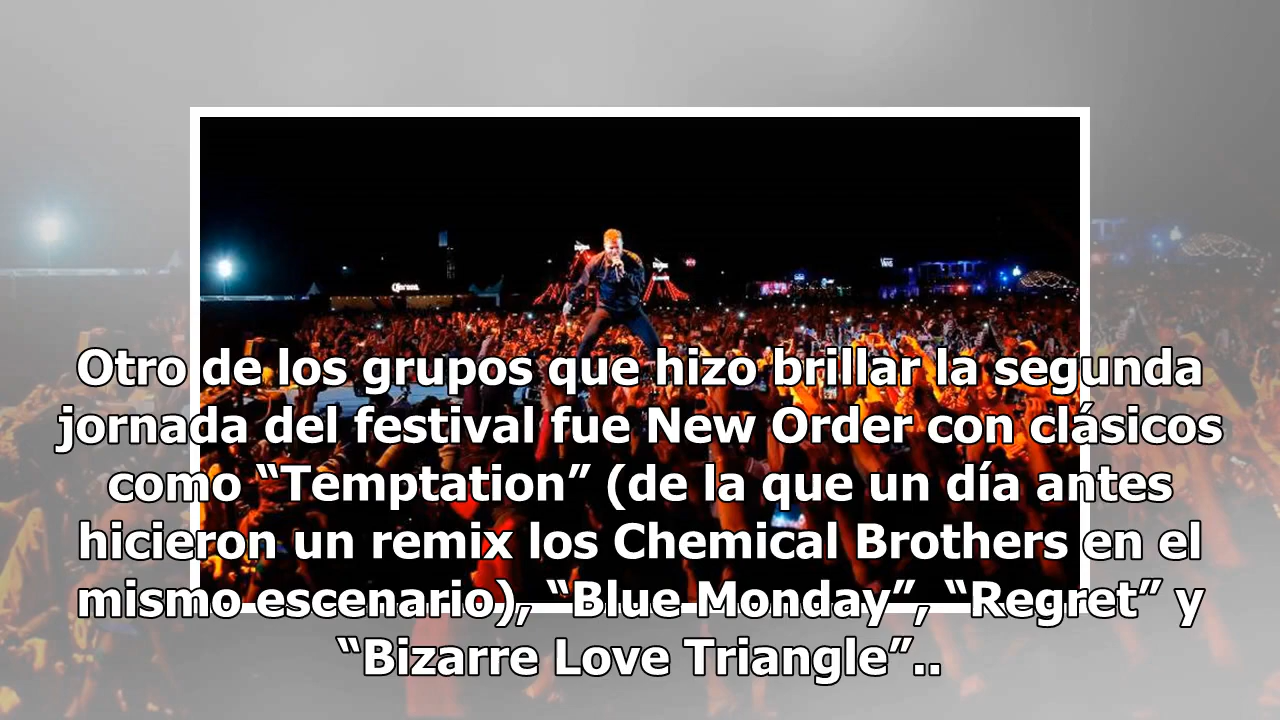 Corona
VANS
Otro de los grupos que hizo brillar la segunda
jornada del festival fue New Order con clásicos
como “Temptation” (de la que un día antes
hicieron un remix los Chemical Brothers en el
mismo escenario), “Blue Monday”, “Regret” y
“Bizarre Love Triangle”..